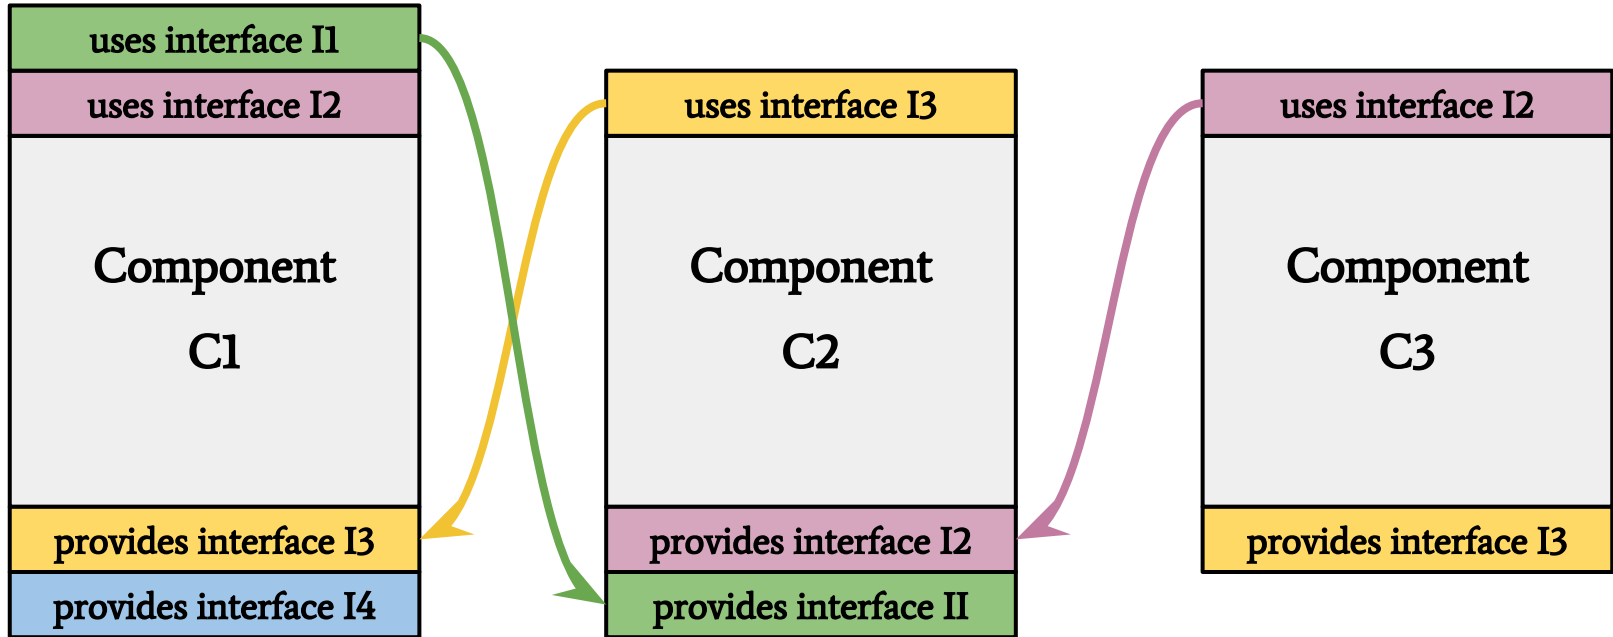 uses interface I1
uses interface I2
Component
C1
provides interface I3
provides interface I4
uses interface I3
Component
C2
provides interface I2
provides interface II
uses interface I2
Component
C3
provides interface I3